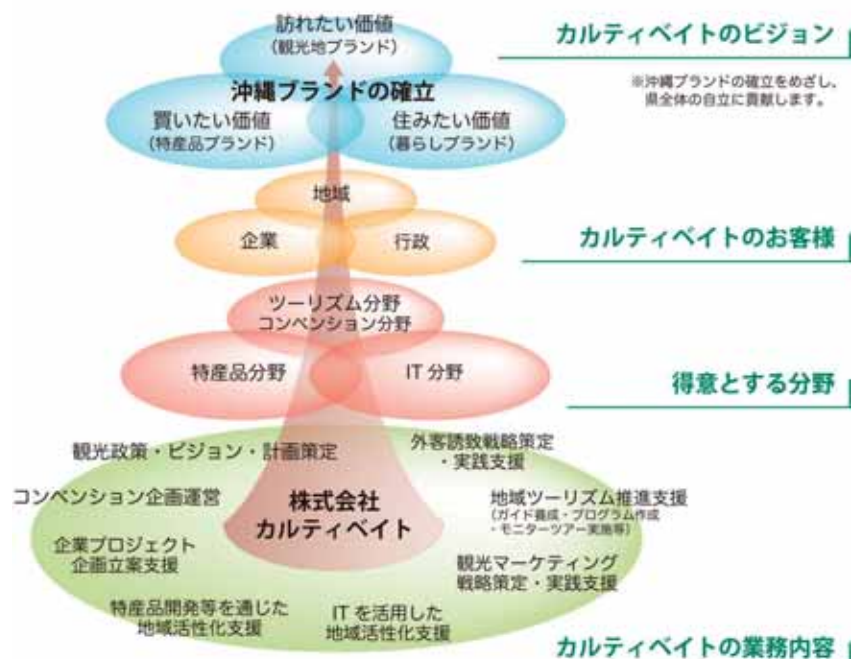 訪れたい価値
(観光地ブランド)
カルティベイトのビジョン
沖縄ブランドの確立
※沖縄ブランドの確立をめざし、
県全体の自立に貢献します。
買いたい価値
(特産品ブランド)
住みたい価値
(暮らしブランド)
地域
企業
行政
カルティベイトのお客様
ツーリズム分野
コンベンション分野
特産品分野
IT 分野
得意とする分野
観光政策・ビジョン・計画策定
外客誘致戦略策定
・実践支援
コンベンション企画運営
株式会社
カルティベイト
地域ツーリズム推進支援
(ガイド養成・プログラム作成
・モニターツアー実施等)
企業プロジェクト
企画立案支援
観光マーケティング
戦略策定・実践支援
特産品開発等を通じた
地域活性化支援
IT を活用した
地域活性化支援
カルティベイトの業務内容